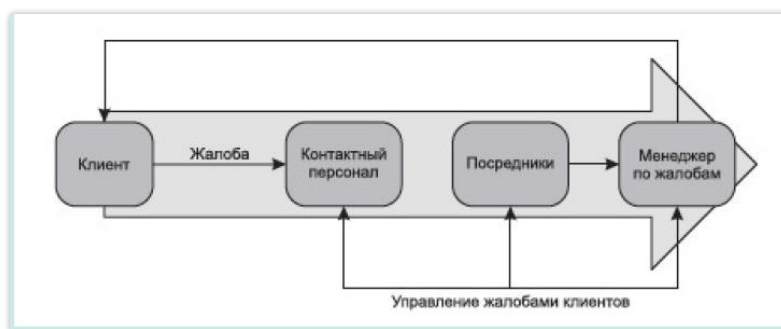 Клиент
Жалоба
Контактный
персонал
Посредники
Менеджер
по жалобам
Управление жалобами клиентов